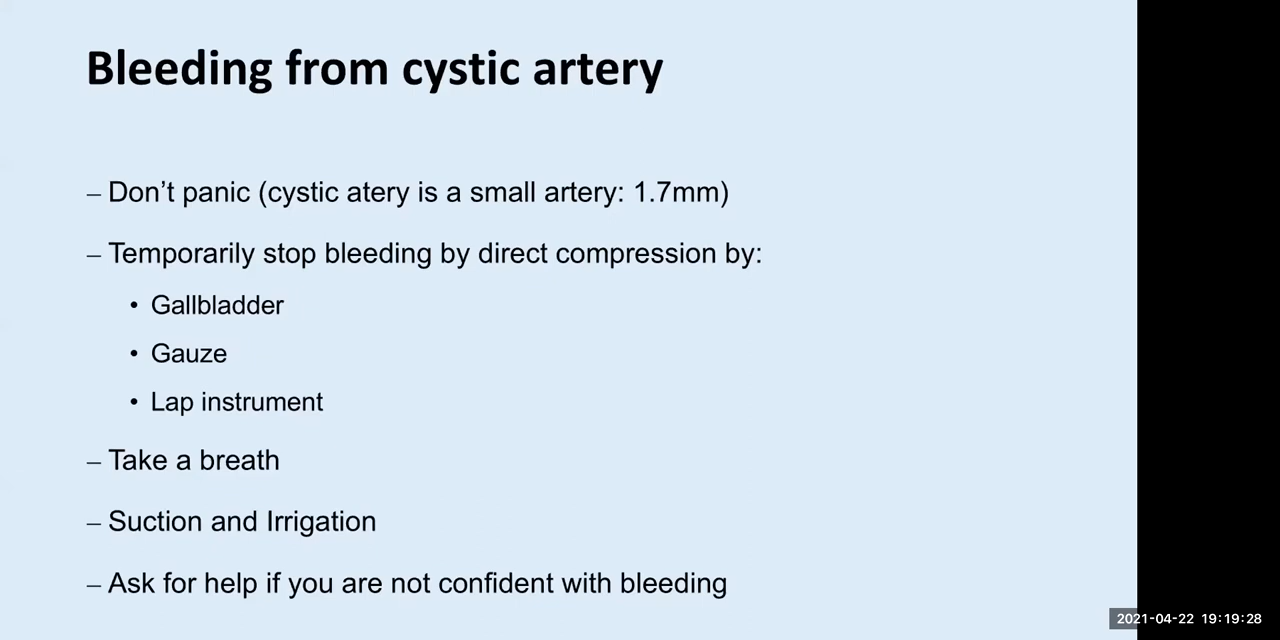 Bleeding from cystic artery
– Don’t panic (cystic atery is a small artery: 1.7mm)
– Temporarily stop bleeding by direct compression by:
• Gallbladder
• Gauze
• Lap instrument
– Take a breath
– Suction and Irrigation
– Ask for help if you are not confident with bleeding
2021-04-22 19:19:28